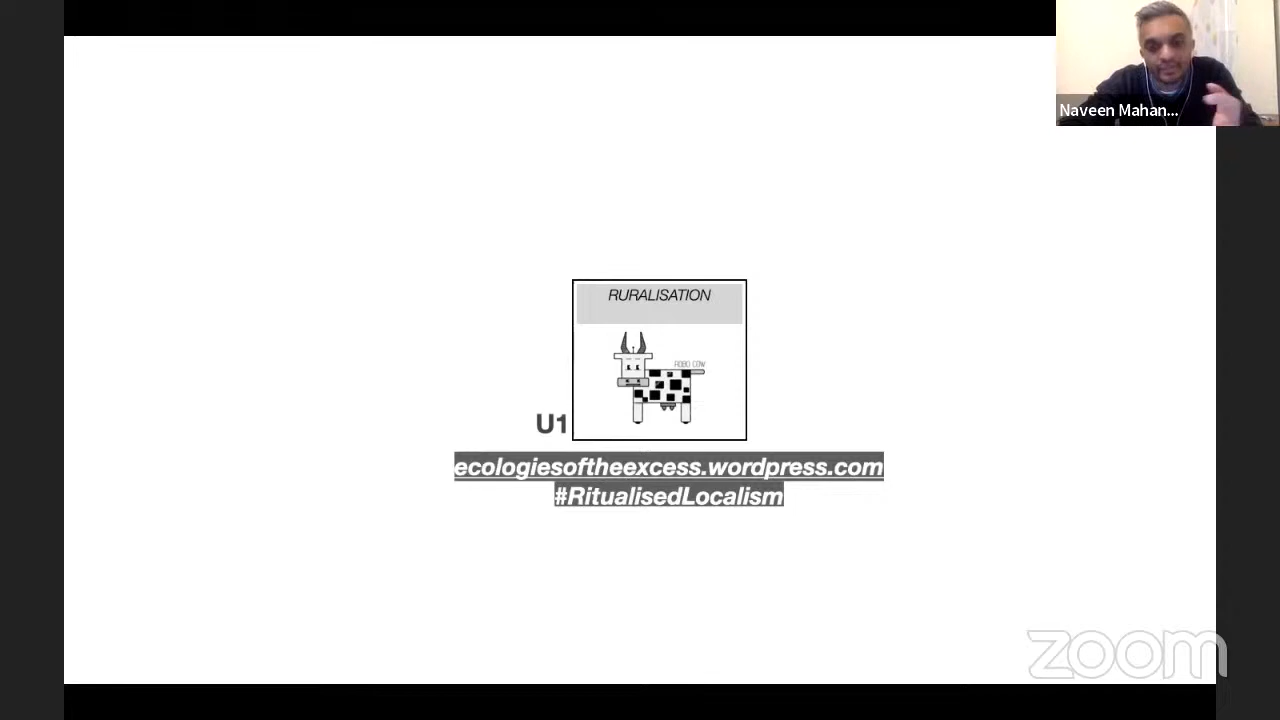 Naveen Mahan...
RURALISATION
ROBO COW
U1
ecologiesoftheexcess.wordpress.com
#RitualisedLocalism
zoom